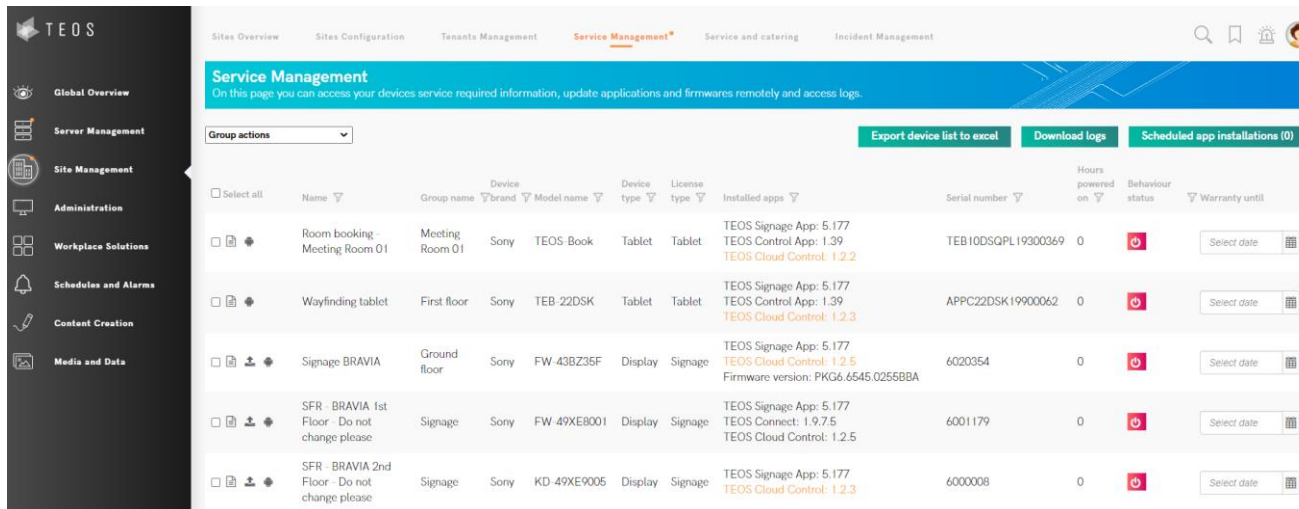 TEOS
Global Overview
Server Management
Site Management
Administration
Workplace Solutions
Schedules and Alarms
Content Creation
Media and Data
Sites Overview Sites Configuration Tenants Management Service Management Service and catering Incident Management
Service Management
On this page you can access your devices service required information, update applications and firmwares remotely and access logs.
Group actions
Export device list to excel Download logs Scheduled app installations (0)
Select all Name Group name Device brand Model name Device type License type Installed apps Serial number Hours powered on Behaviour status Warranty until
Room booking - Meeting Room 01
Meeting Room 01
Sony TEOS-Book Tablet Tablet
TEOS Signage App: 5.177
TEOS Control App: 1.39
TEOS Cloud Control: 1.2.2
TEB10DSQPL19300369 0 Select date
Wayfinding tablet First floor Sony TEB-22DSK Tablet Tablet
TEOS Signage App: 5.177
TEOS Control App: 1.39
TEOS Cloud Control: 1.2.3
APPC22DSK19900062 0 Select date
Signage BRAVIA
Ground floor
Sony FW-43BZ35F Display Signage
TEOS Signage App: 5.177
TEOS Cloud Control: 1.2.5
Firmware version: PKG6.6545.0255BBA
6020354 0 Select date
SFR - BRAVIA 1st Floor - Do not change please
Signage Sony FW-49XE8001 Display Signage
TEOS Signage App: 5.177
TEOS Connect: 1.9.7.5
TEOS Cloud Control: 1.2.5
6001179 0 Select date
SFR - BRAVIA 2nd Floor - Do not change please
Signage Sony KD-49XE9005 Display Signage
TEOS Signage App: 5.177
TEOS Cloud Control: 1.2.3
6000008 0 Select date